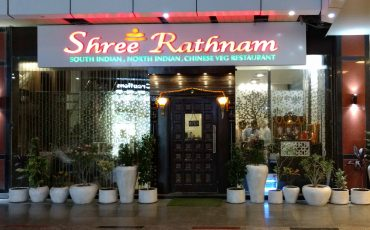 Shree Rathnam
SOUTH INDIAN, NORTH INDIAN, CHINESE VEG RESTAURANT